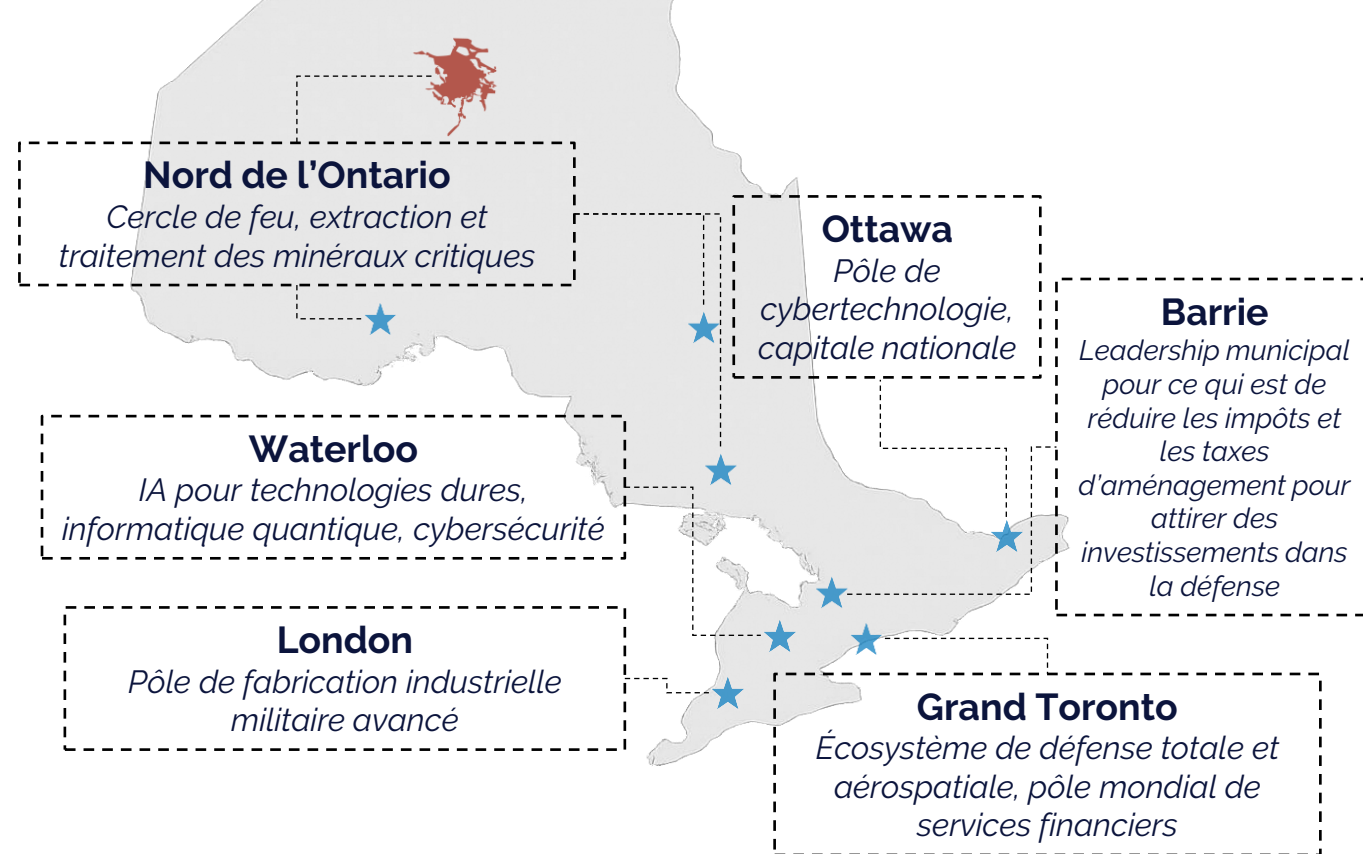 Nord de l’Ontario
Cercle de feu, extraction et
traitement des minéraux critiques
Ottawa
Pôle de
cybertechnologie,
capitale nationale
Barrie
Leadership municipal
pour ce qui est de
réduire les impôts et
les taxes
d’aménagement pour
attirer des
investissements dans
la défense
Waterloo
IA pour technologies dures,
informatique quantique, cybersécurité
London
Pôle de fabrication industrielle
militaire avancé
Grand Toronto
Écosystème de défense totale et
aérospatiale, pôle mondial de
services financiers